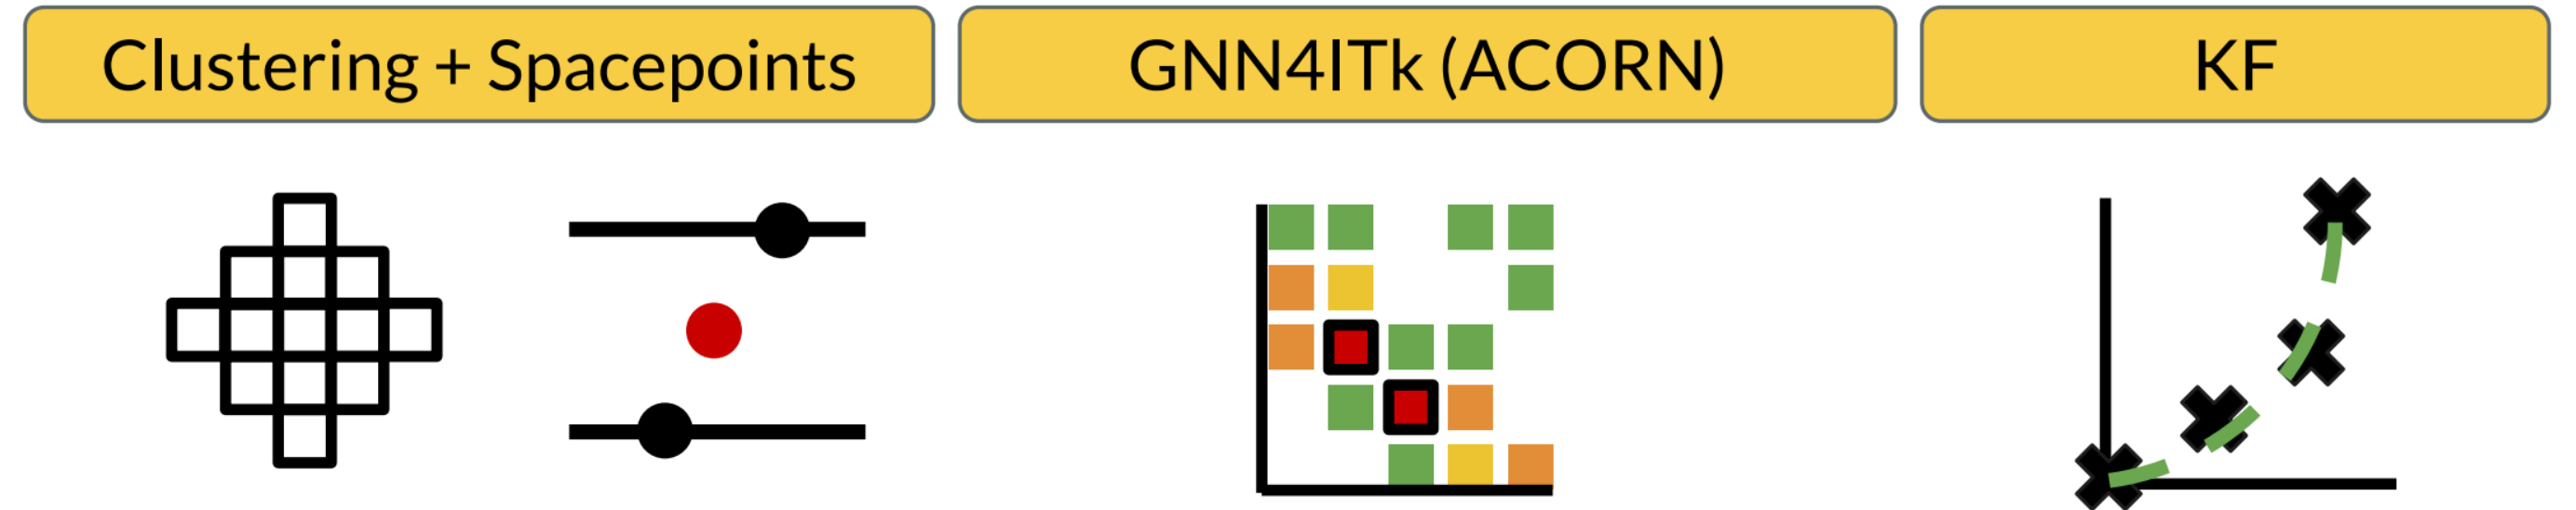 Clustering + Spacepoints
GNN4ITk (ACORN)
KF